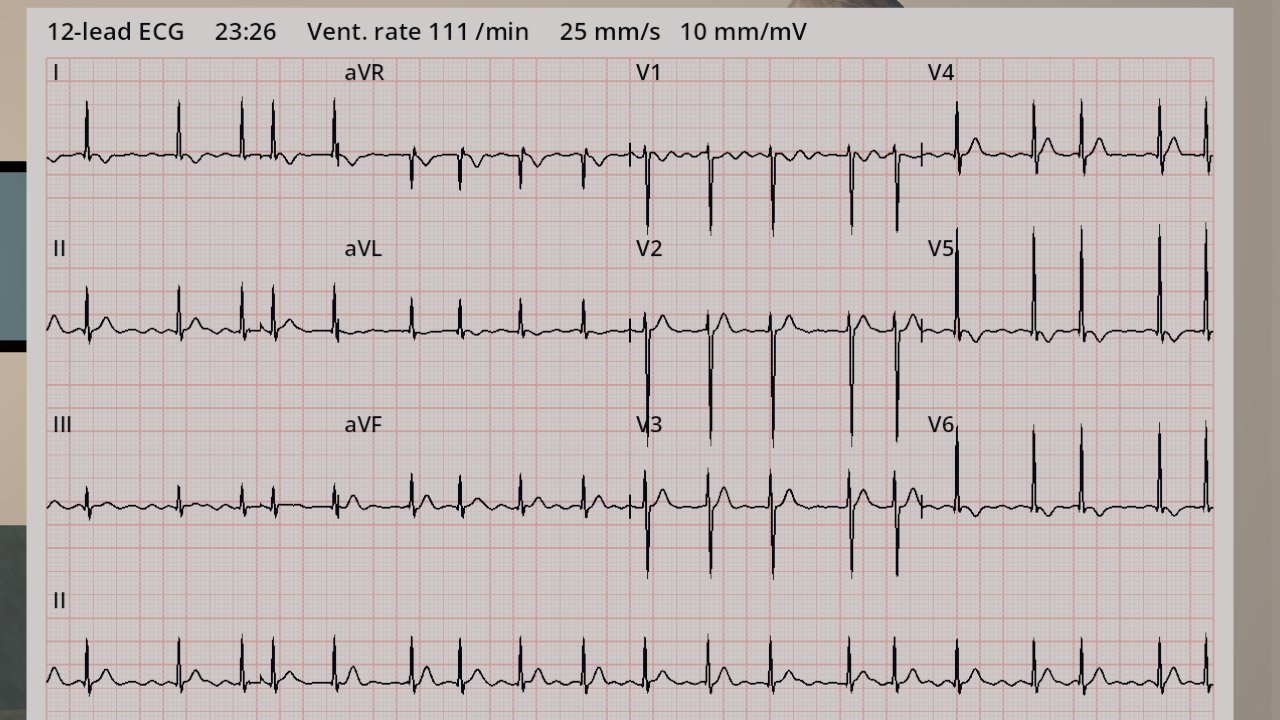 12-lead ECG 23:26 Vent. rate 111 /min 25 mm/s 10 mm/mV
I aVR V1 V4
II aVL V2 V5
III aVF V3 V6
II